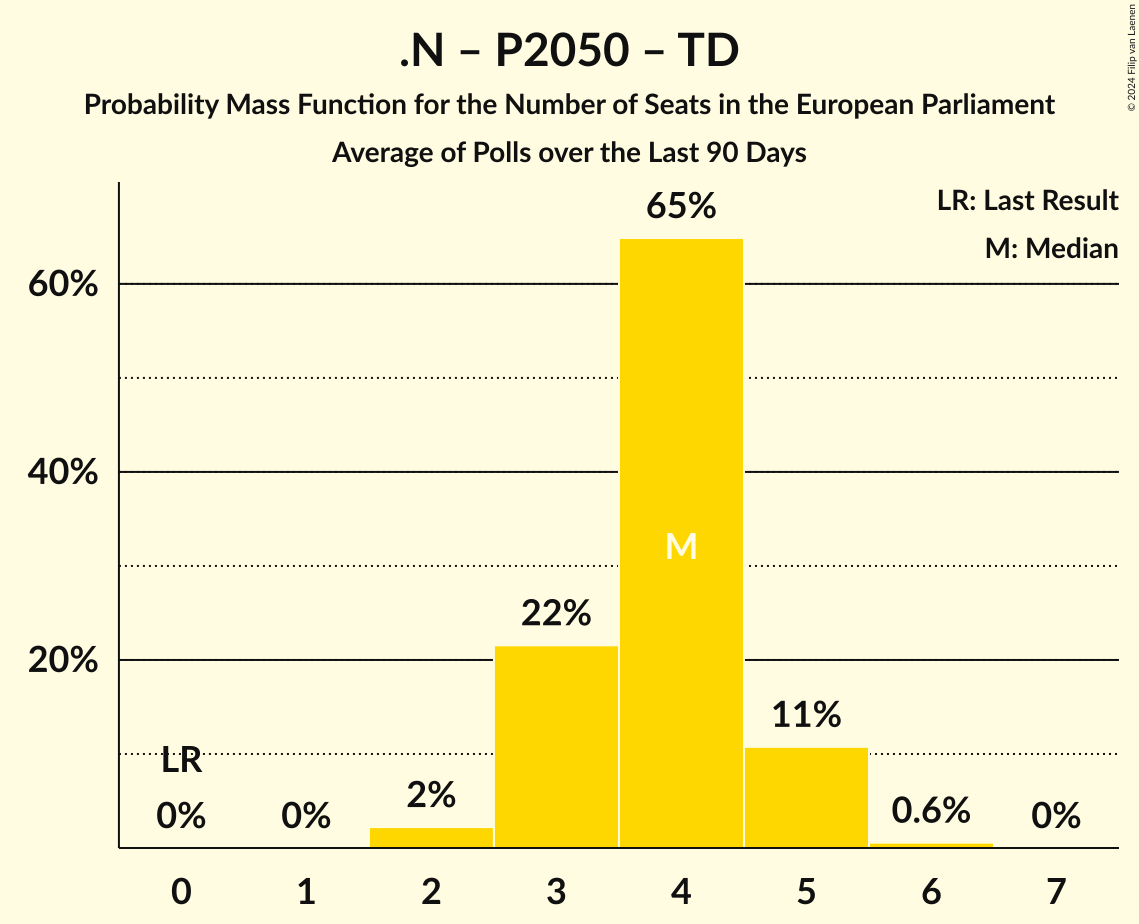 .N – P2050 – TD
Probability Mass Function for the Number of Seats in the European Parliament
Average of Polls over the Last 90 Days
© 2024 Filip van Laenen
LR: Last Result
M: Median
60%
40%
20%
65%
M
22%
11%
LR
0%
0%
2%
0.6%
0%
0 1 2 3 4 5 6 7